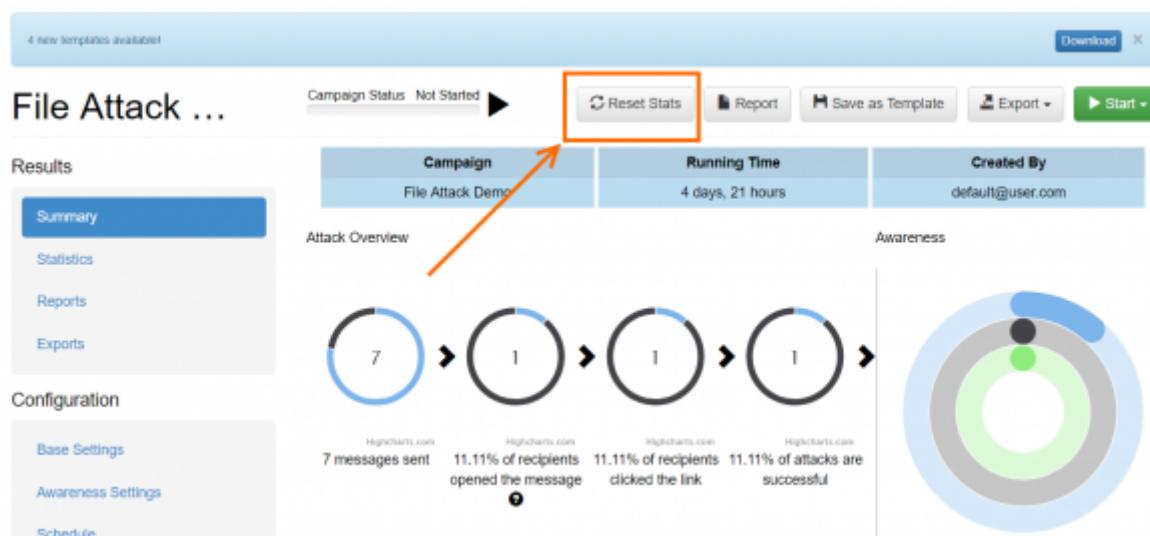 4 new templates available!
Download ×
File Attack ...
Campaign Status Not Started
Reset Stats
Report
Save as Template
Export
Start
Results
Summary
Statistics
Reports
Exports
Configuration
Base Settings
Awareness Settings
Schedule
Campaign Running Time Created By
File Attack Demo 4 days, 21 hours default@user.com
Attack Overview
Awareness
7 1 1 1
Highcharts.com Highcharts.com Highcharts.com Highcharts.com
7 messages sent
11.11% of recipients
opened the message
?
11.11% of recipients
clicked the link
11.11% of attacks are
successful